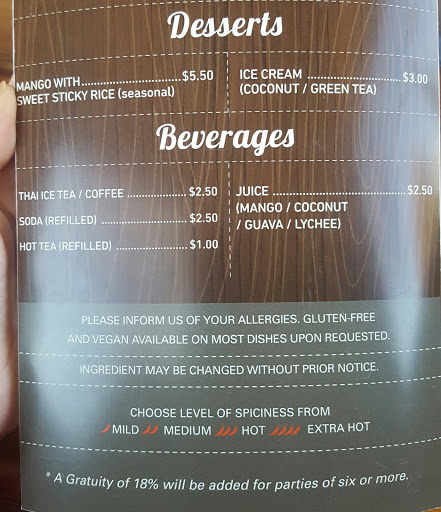 Desserts
MANGO WITH............................$5.50
SWEET STICKY RICE (seasonal)
ICE CREAM ........................$3.00
(COCONUT / GREEN TEA)
Beverages
THAI ICE TEA / COFFEE ..................$2.50
SODA (REFILLED) .........................$2.50
HOT TEA (REFILLED) .....................$1.00
JUICE .....................................$2.50
(MANGO / COCONUT
/ GUAVA / LYCHEE)
PLEASE INFORM US OF YOUR ALLERGIES. GLUTEN-FREE
AND VEGAN AVAILABLE ON MOST DISHES UPON REQUESTED.
INGREDIENT MAY BE CHANGED WITHOUT PRIOR NOTICE.
CHOOSE LEVEL OF SPICINESS FROM
MILD MEDIUM HOT EXTRA HOT
* A Gratuity of 18% will be added for parties of six or more.